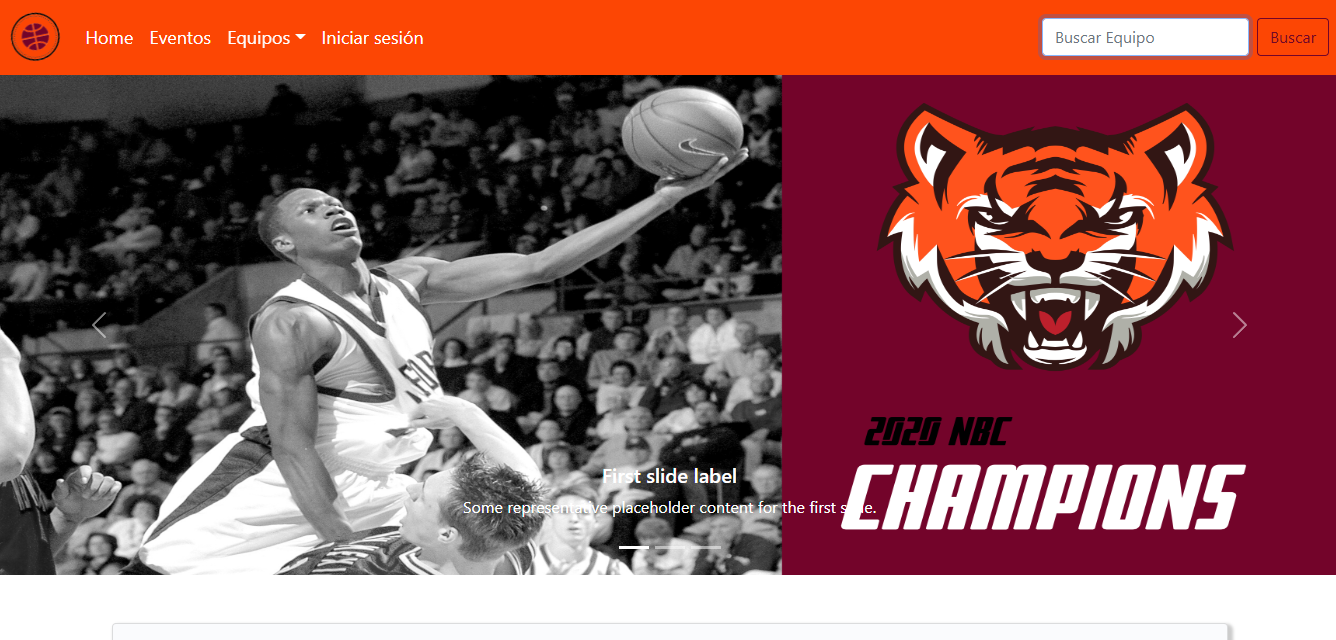 Home Eventos Equipos Iniciar sesión Buscar Equipo Buscar
2020 NBC
CHAMPIONS
First slide label
Some representative placeholder content for the first slide.